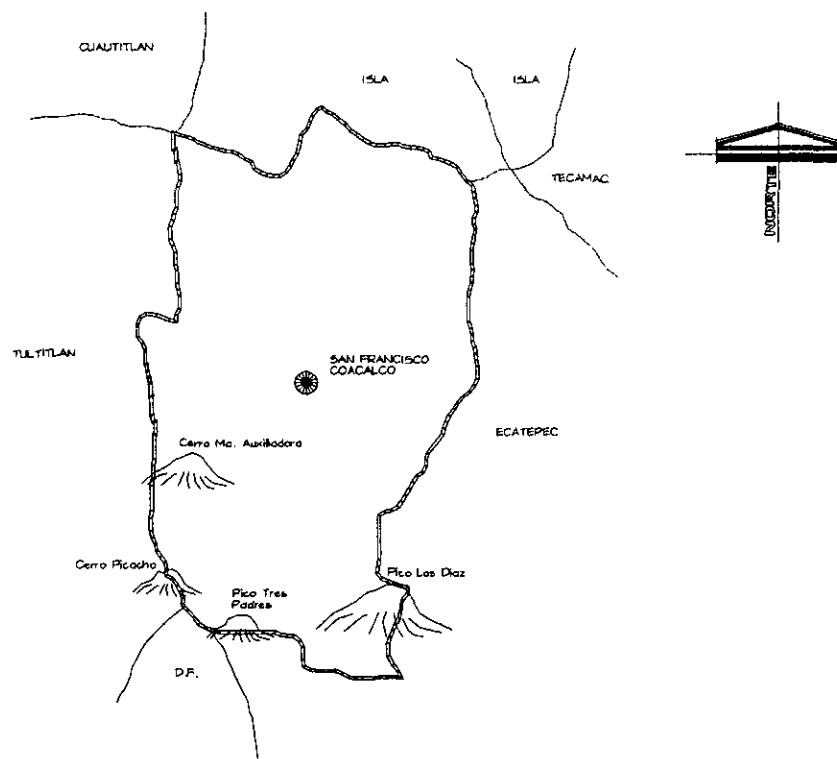 CUAUTITLAN
ISLA
ISLA
TECAMAC
NORTE
TULTITLAN
SAN FRANCISCO
COACALCO
ECATEPEC
Cerro Ma. Auxiliadora
Cerro Picacho
Pico Tres
Padres
Pico Los Diaz
D.F.